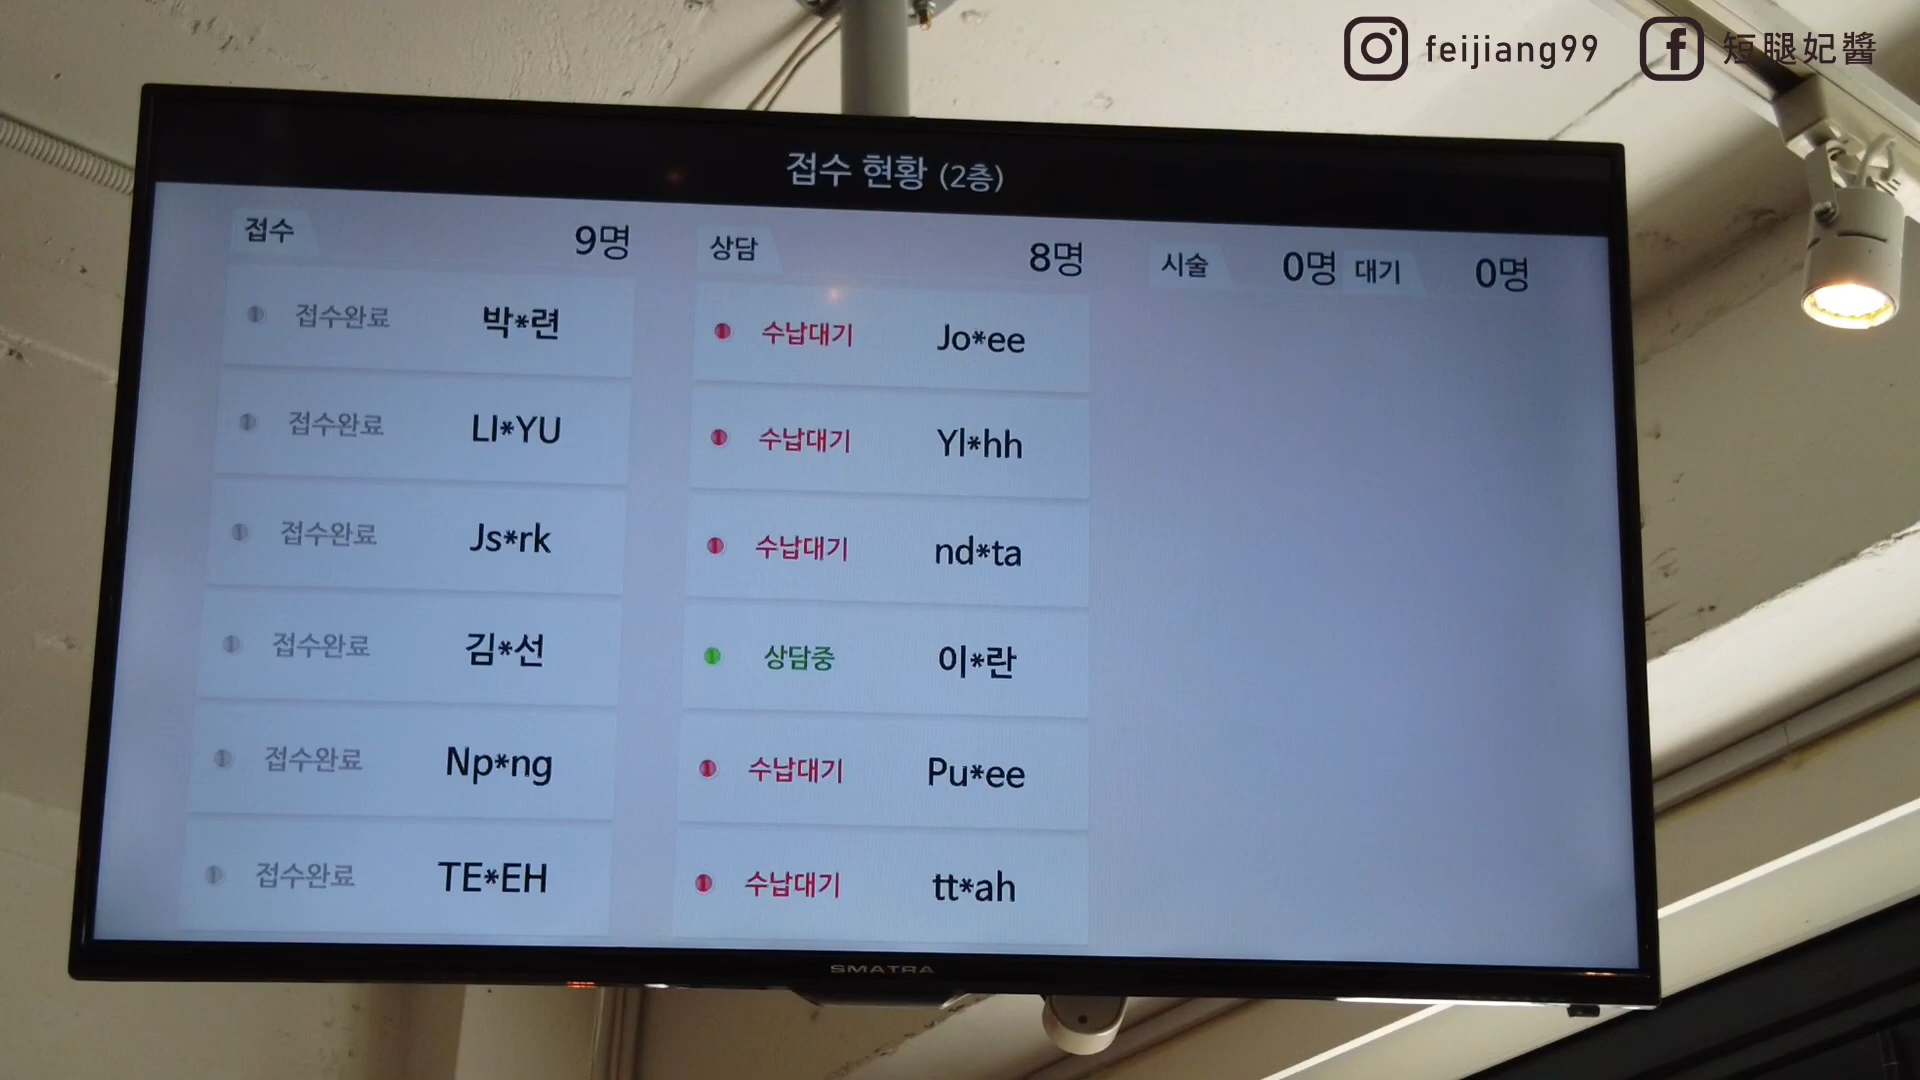 feijiang99 短腿妃醬
접수 현황 (2층)
접수 9명 상담 8명 시술 0명 대기 0명
접수완료 박*련 수납대기 Jo*ee
접수완료 LI*YU 수납대기 Yl*hh
접수완료 Js*rk 수납대기 nd*ta
접수완료 김*선 상담중 이*란
접수완료 Np*ng 수납대기 Pu*ee
접수완료 TE*EH 수납대기 tt*ah
SMATRA